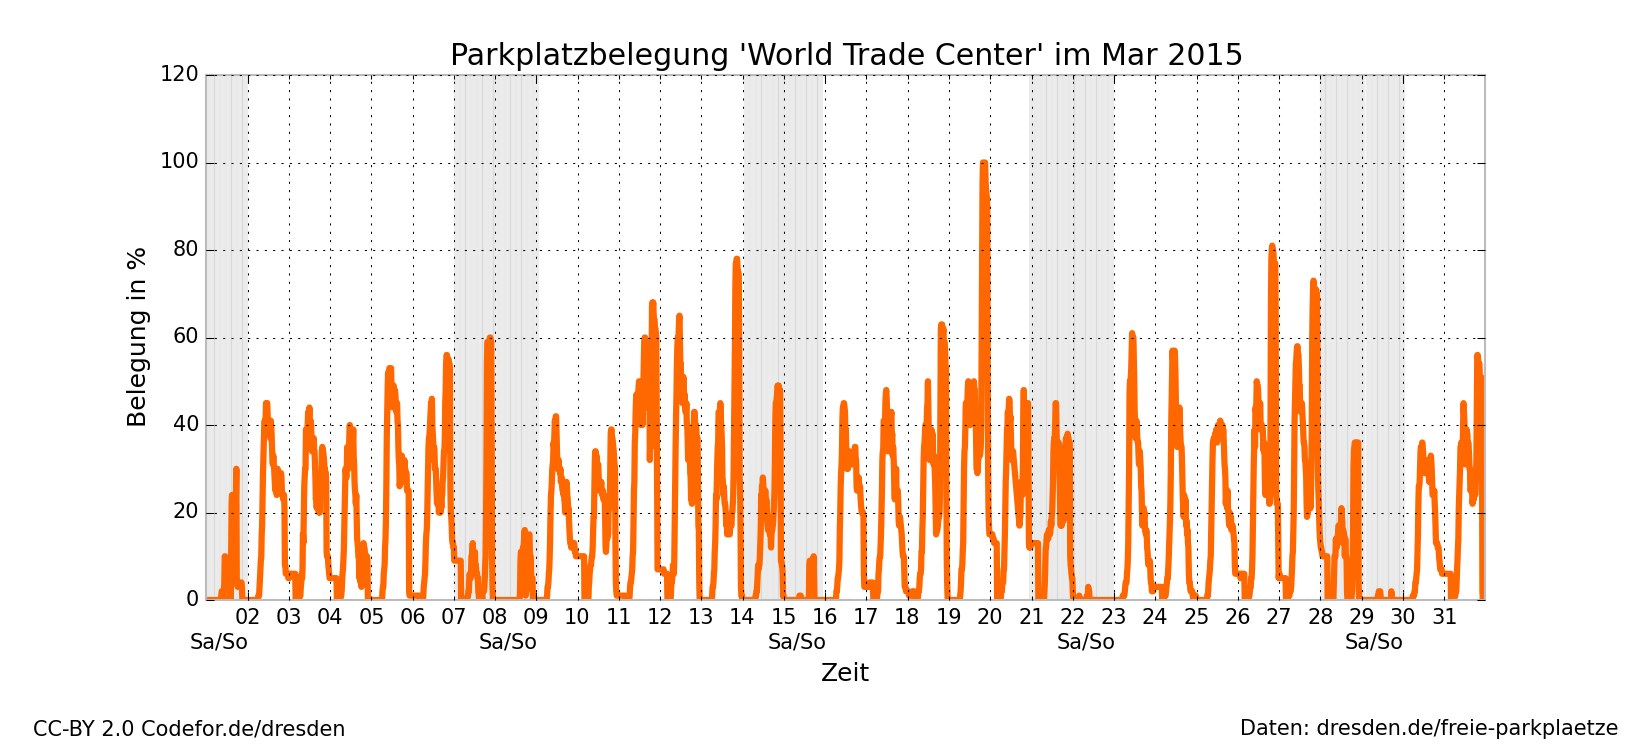 Parkplatzbelegung 'World Trade Center' im Mar 2015
120
100
80
60
40
20
0
Belegung in %
02 03 04 05 06 07 08 09 10 11 12 13 14 15 16 17 18 19 20 21 22 23 24 25 26 27 28 29 30 31
Sa/So Sa/So Sa/So Sa/So Sa/So
Zeit
CC-BY 2.0 Codefor.de/dresden
Daten: dresden.de/freie-parkplaetze